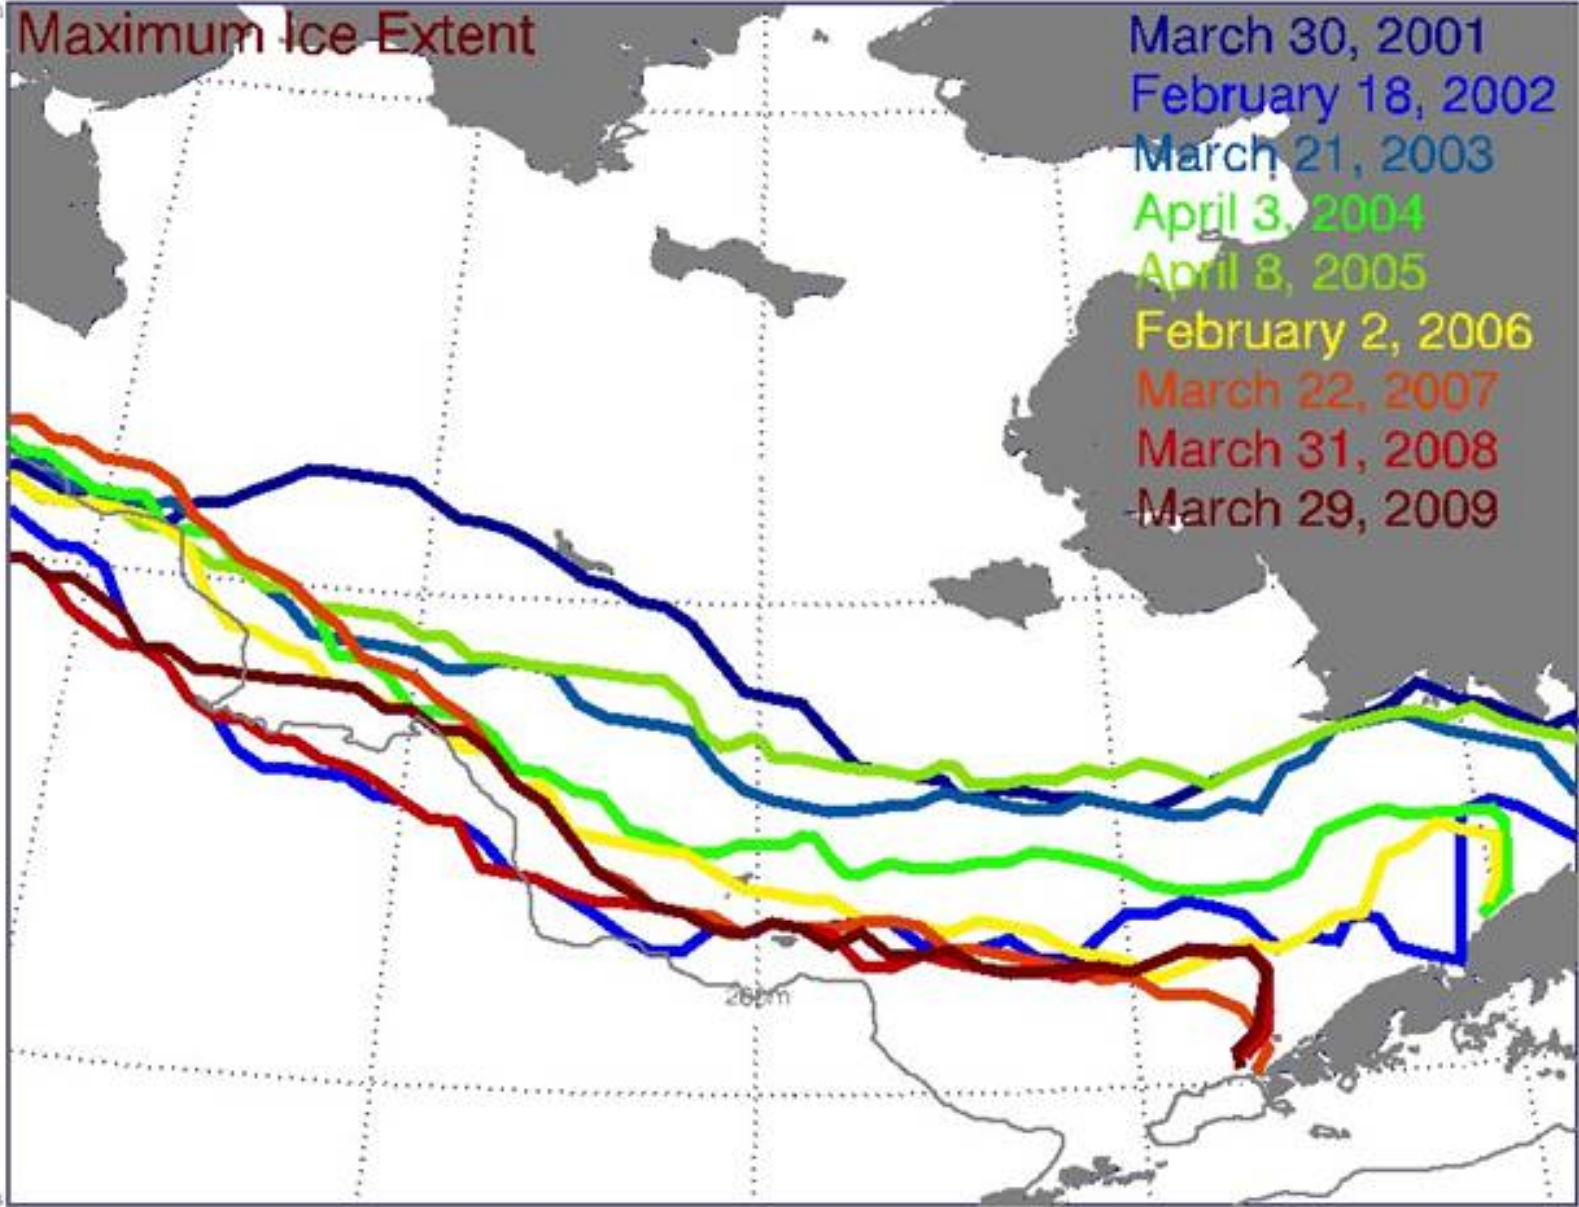 Maximum Ice Extent
March 30, 2001
February 18, 2002
March 21, 2003
April 3, 2004
April 8, 2005
February 2, 2006
March 22, 2007
March 31, 2008
March 29, 2009